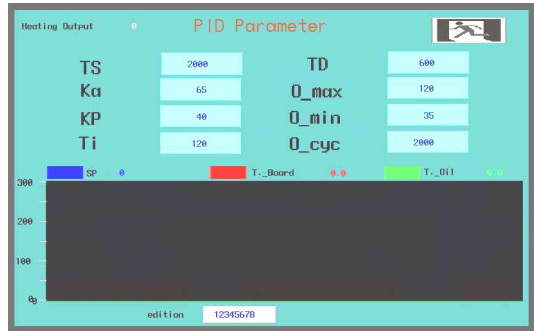 Heating Output 0 PID Parameter
TS 2000 TD 600
Ka 65 O_max 120
KP 40 O_min 35
Ti 120 O_cyc 2000
SP 0 T._Board 0.0 T._Oil 0.0
300
200
100
0
edition 12345678